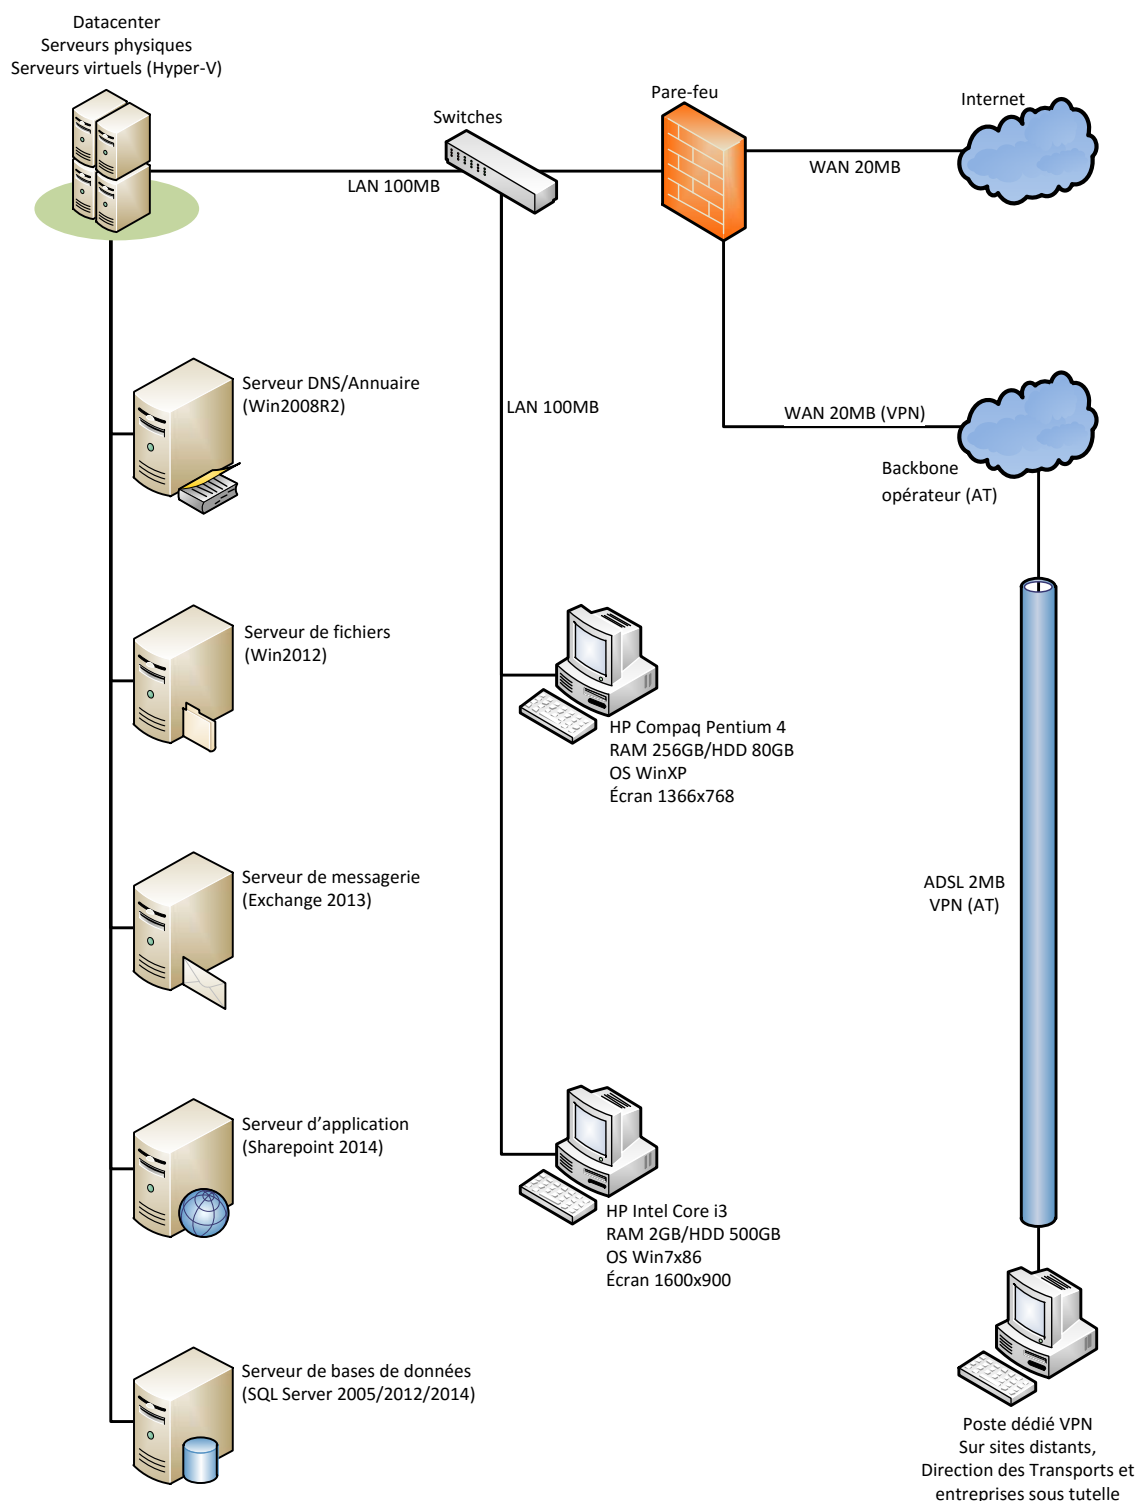 Datacenter
Serveurs physiques
Serveurs virtuels (Hyper-V)
Switches
Pare-feu
Internet
LAN 100MB
WAN 20MB
Serveur DNS/Annuaire
(Win2008R2)
LAN 100MB
WAN 20MB (VPN)
Backbone
opérateur (AT)
Serveur de fichiers
(Win2012)
HP Compaq Pentium 4
RAM 256GB/HDD 80GB
OS WinXP
Écran 1366x768
Serveur de messagerie
(Exchange 2013)
ADSL 2MB
VPN (AT)
Serveur d’application
(Sharepoint 2014)
HP Intel Core i3
RAM 2GB/HDD 500GB
OS Win7x86
Écran 1600x900
Serveur de bases de données
(SQL Server 2005/2012/2014)
Poste dédié VPN
Sur sites distants,
Direction des Transports et
entreprises sous tutelle